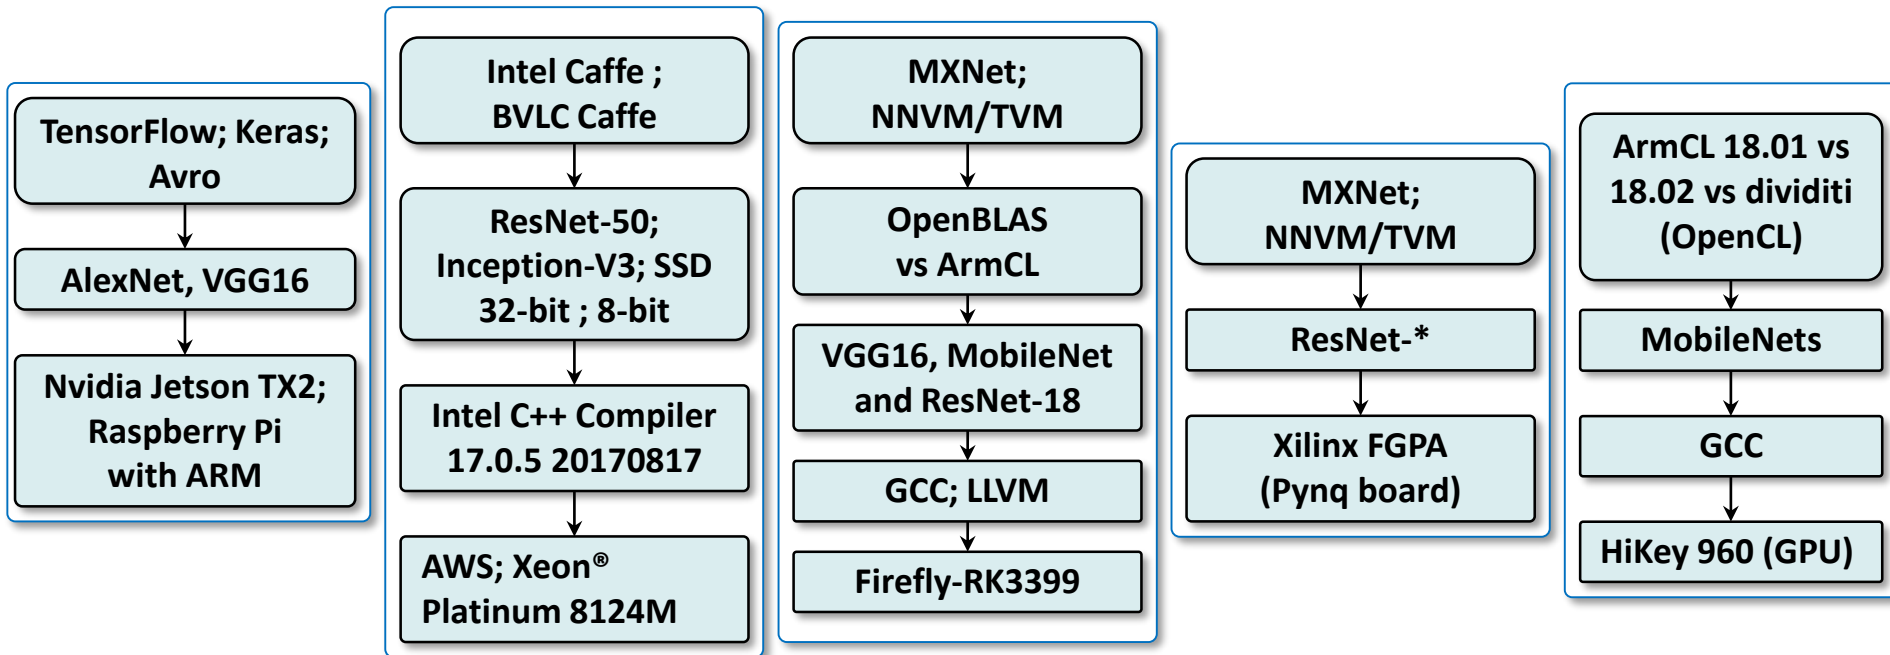 TensorFlow; Keras;
Avro
AlexNet, VGG16
Nvidia Jetson TX2;
Raspberry Pi
with ARM
Intel Caffe ;
BVLC Caffe
ResNet-50;
Inception-V3; SSD
32-bit ; 8-bit
Intel C++ Compiler
17.0.5 20170817
AWS; Xeon®
Platinum 8124M
MXNet;
NNVM/TVM
OpenBLAS
vs ArmCL
VGG16, MobileNet
and ResNet-18
GCC; LLVM
Firefly-RK3399
MXNet;
NNVM/TVM
ResNet-*
Xilinx FGPA
(Pynq board)
ArmCL 18.01 vs
18.02 vs dividiti
(OpenCL)
MobileNets
GCC
HiKey 960 (GPU)